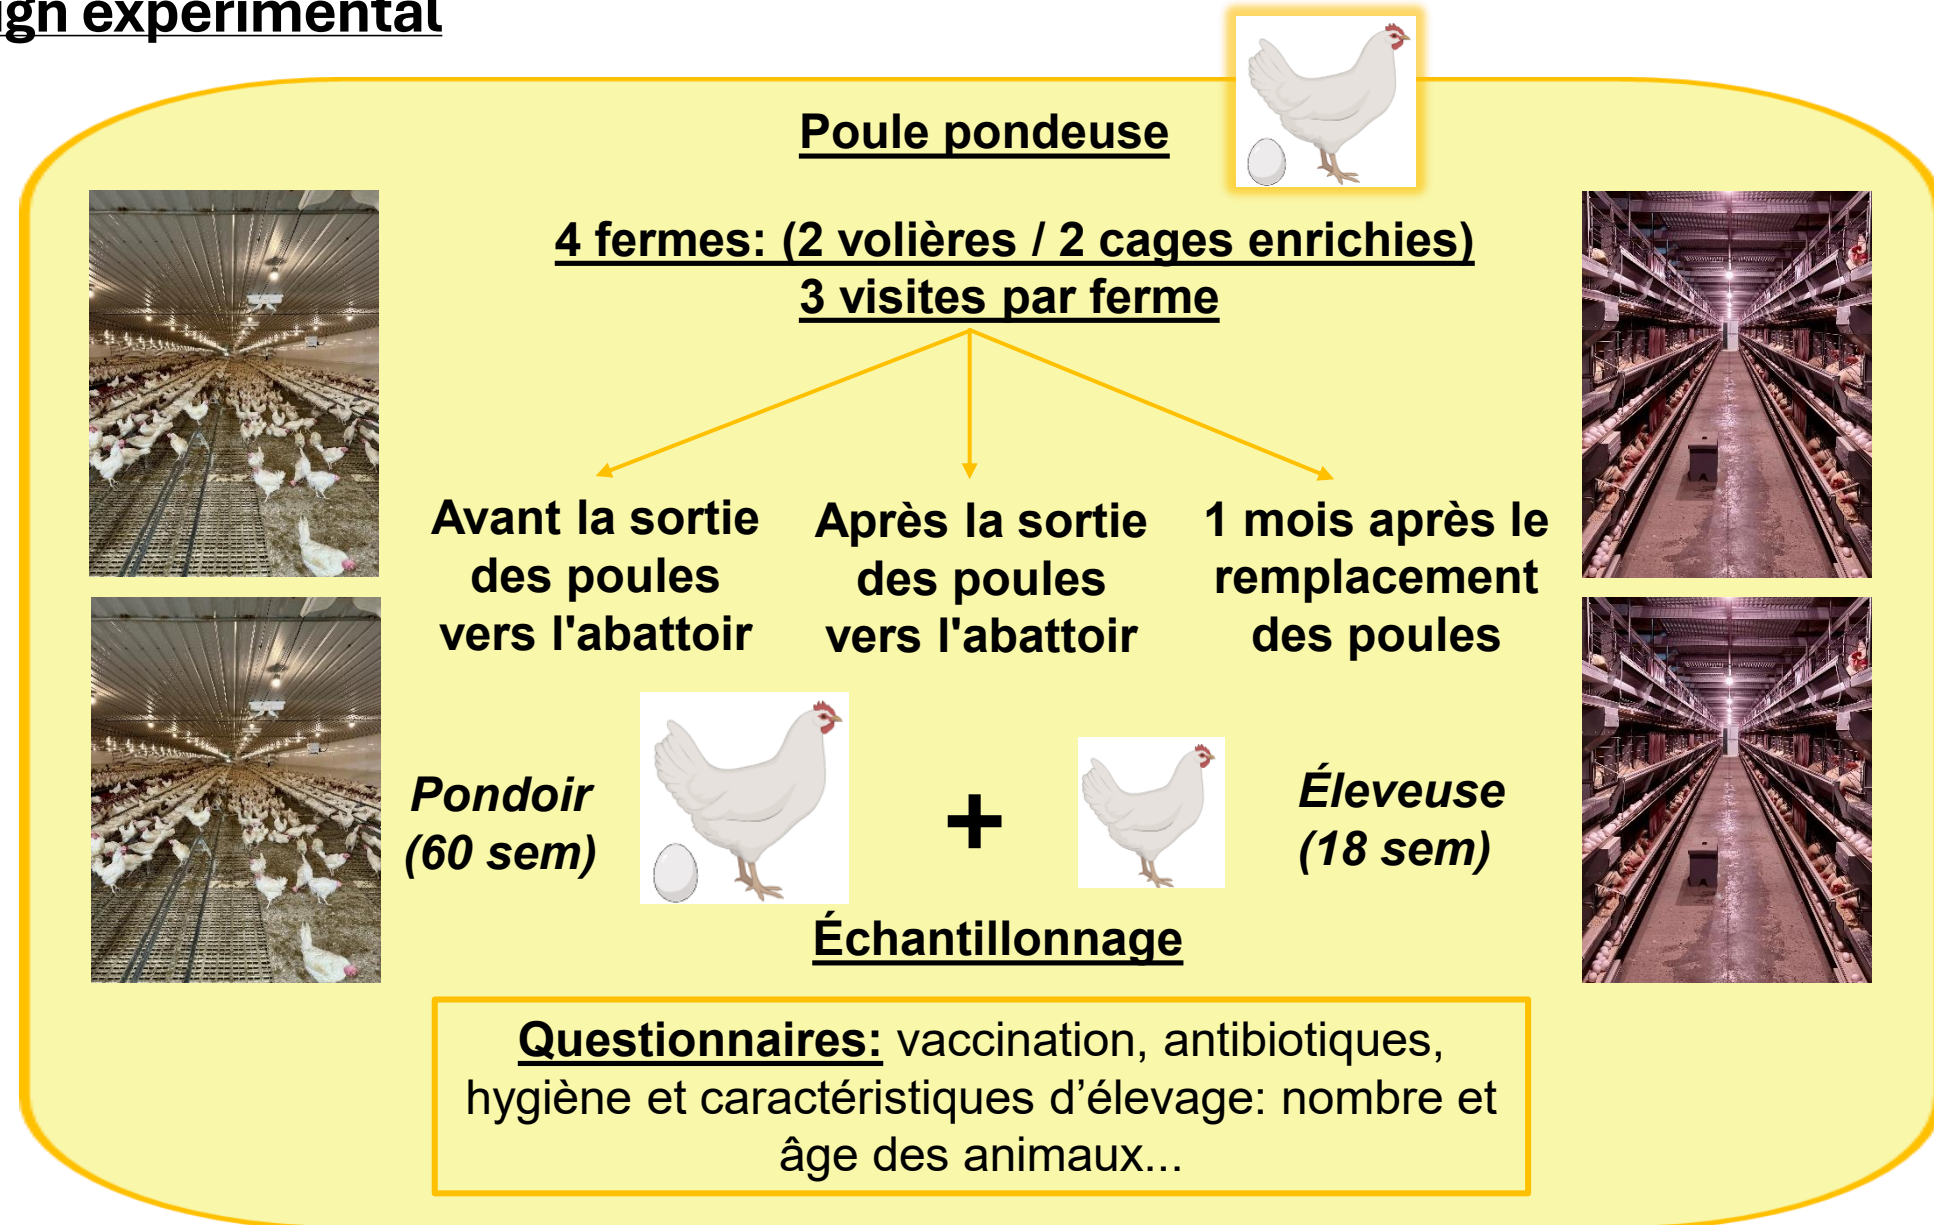 ign experimental
Poule pondeuse
4 fermes: (2 volières / 2 cages enrichies)
3 visites par ferme
Avant la sortie
des poules
vers l'abattoir
Après la sortie
des poules
vers l'abattoir
1 mois après le
remplacement
des poules
Pondoir
(60 sem)
+
Éleveuse
(18 sem)
Échantillonnage
Questionnaires: vaccination, antibiotiques,
hygiène et caractéristiques d’élevage: nombre et
âge des animaux...